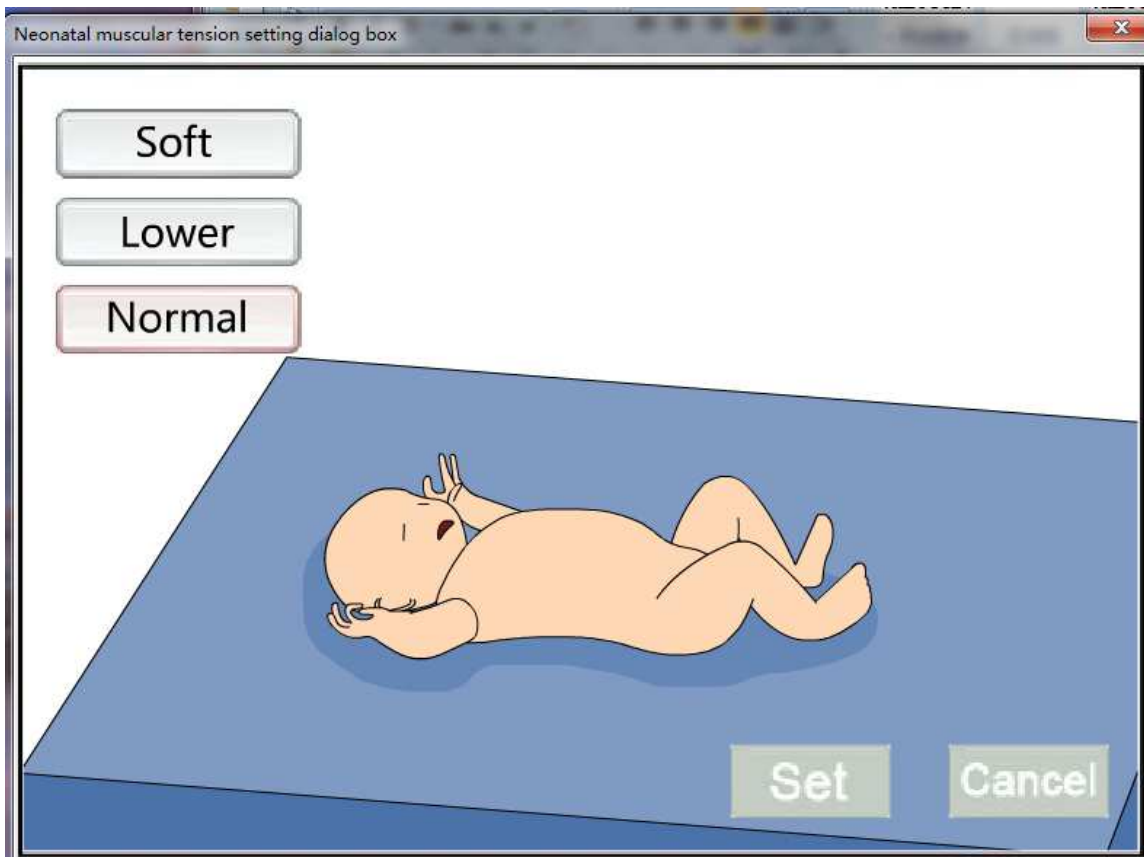 Neonatal muscular tension setting dialog box
Soft
Lower
Normal
Set
Cancel